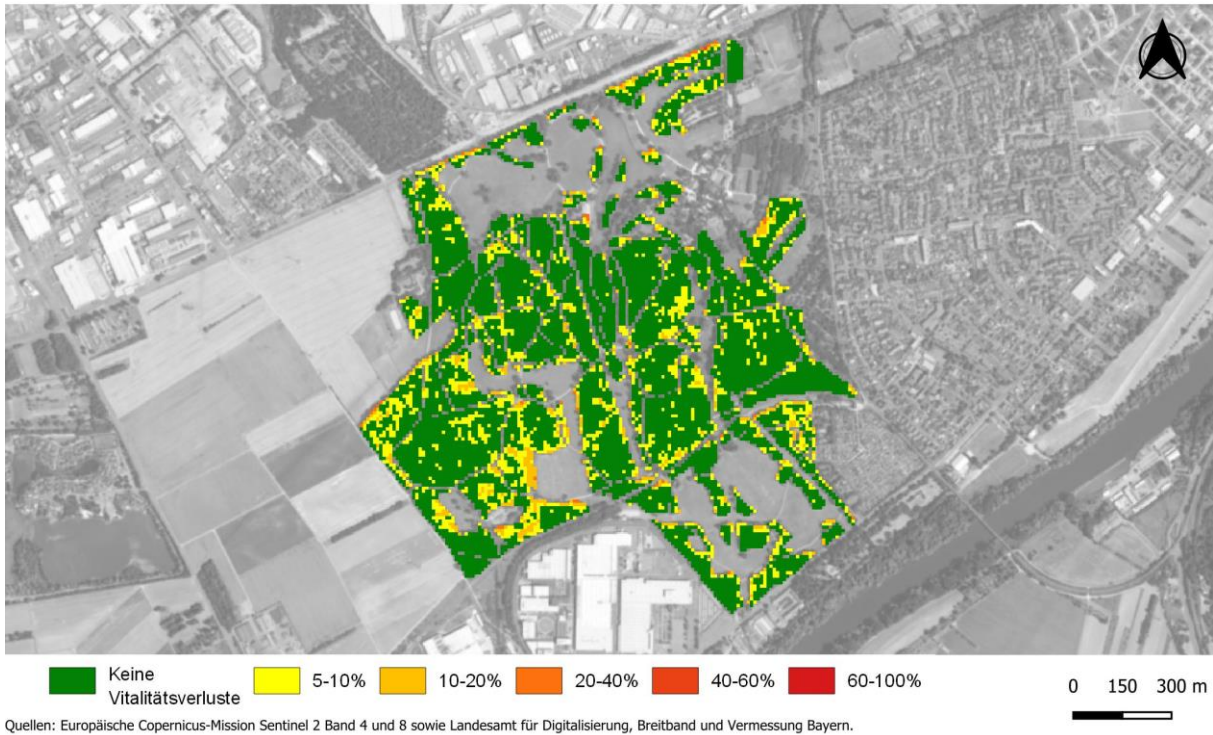 Keine
Vitalitätsverluste
5-10%
10-20%
20-40%
40-60%
60-100%
0 150 300 m
Quellen: Europäische Copernicus-Mission Sentinel 2 Band 4 und 8 sowie Landesamt für Digitalisierung, Breitband und Vermessung Bayern.